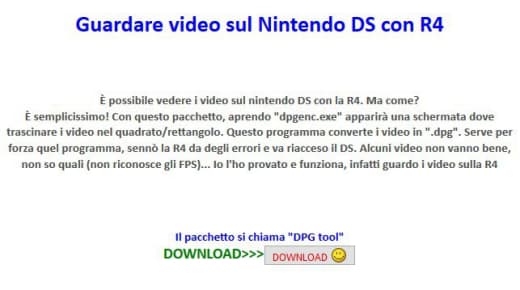 Guardare video sul Nintendo DS con R4
È possibile vedere i video sul nintendo DS con la R4. Ma come?
È semplicissimo! Con questo pacchetto, aprendo "dpgenc.exe" apparirà una schermata dove
trascinare i video nel quadrato/rettangolo. Questo programma converte i video in ".dpg". Serve per
forza quel programma, sennò la R4 da degli errori e va riacceso il DS. Alcuni video non vanno bene,
non so quali (non riconosce gli FPS)... Io l'ho provato e funziona, infatti guardo i video sulla R4
Il pacchetto si chiama "DPG tool"
DOWNLOAD>>> DOWNLOAD